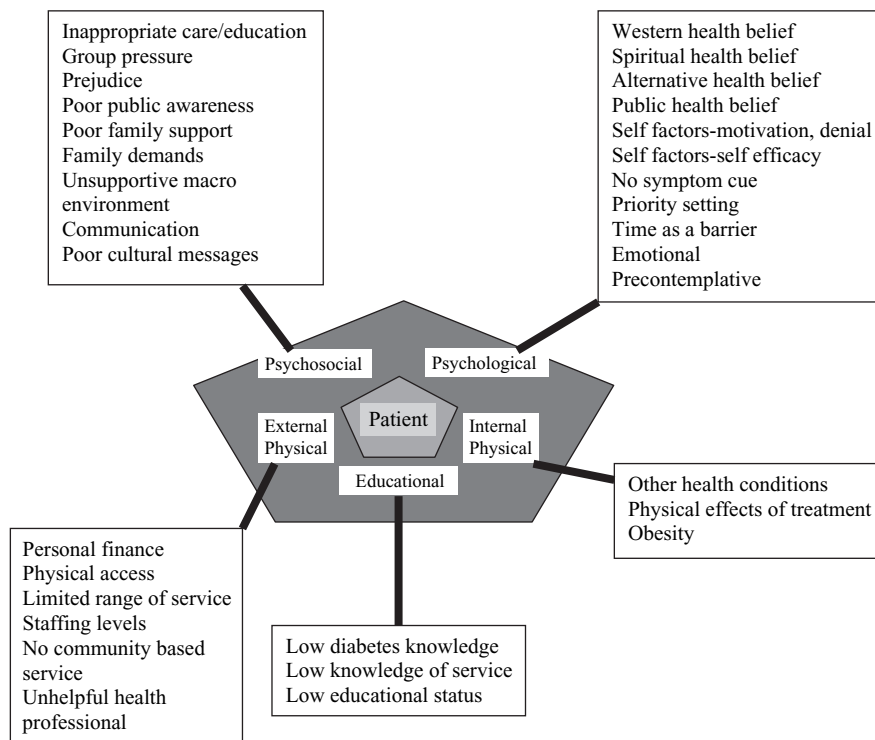 Inappropriate care/education
Group pressure
Prejudice
Poor public awareness
Poor family support
Family demands
Unsupportive macro
environment
Communication
Poor cultural messages
Western health belief
Spiritual health belief
Alternative health belief
Public health belief
Self factors-motivation, denial
Self factors-self efficacy
No symptom cue
Priority setting
Time as a barrier
Emotional
Precontemplative
Psychosocial
Psychological
Patient
External
Physical
Internal
Physical
Educational
Other health conditions
Physical effects of treatment
Obesity
Personal finance
Physical access
Limited range of service
Staffing levels
No community based
service
Unhelpful health
professional
Low diabetes knowledge
Low knowledge of service
Low educational status